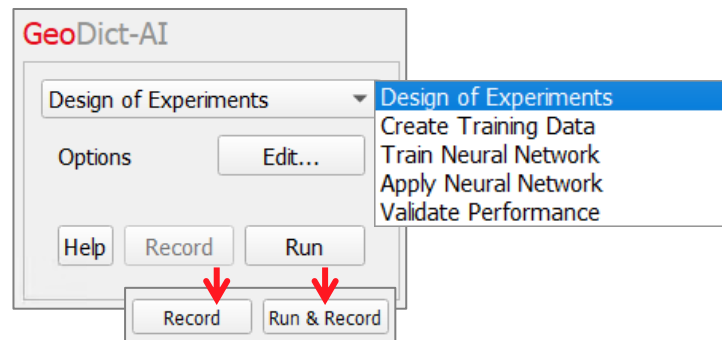 GeoDict-AI
Design of Experiments
Design of Experiments
Create Training Data
Train Neural Network
Apply Neural Network
Validate Performance
Options Edit...
Help Record Run
Record Run & Record